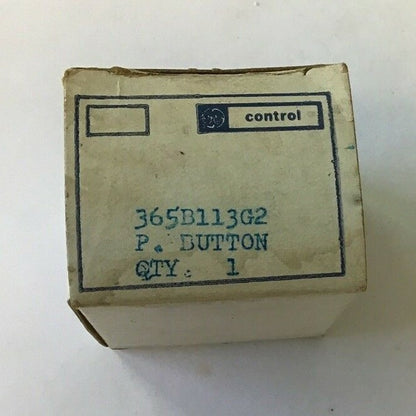 control
365B113G2
P. BUTTON
QTY. 1